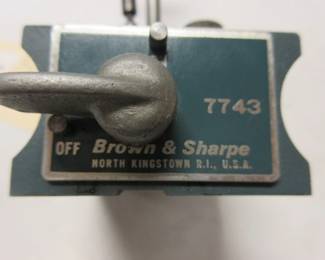 7743
OFF Brown & Sharpe
NORTH KINGSTOWN R.I., U.S.A.